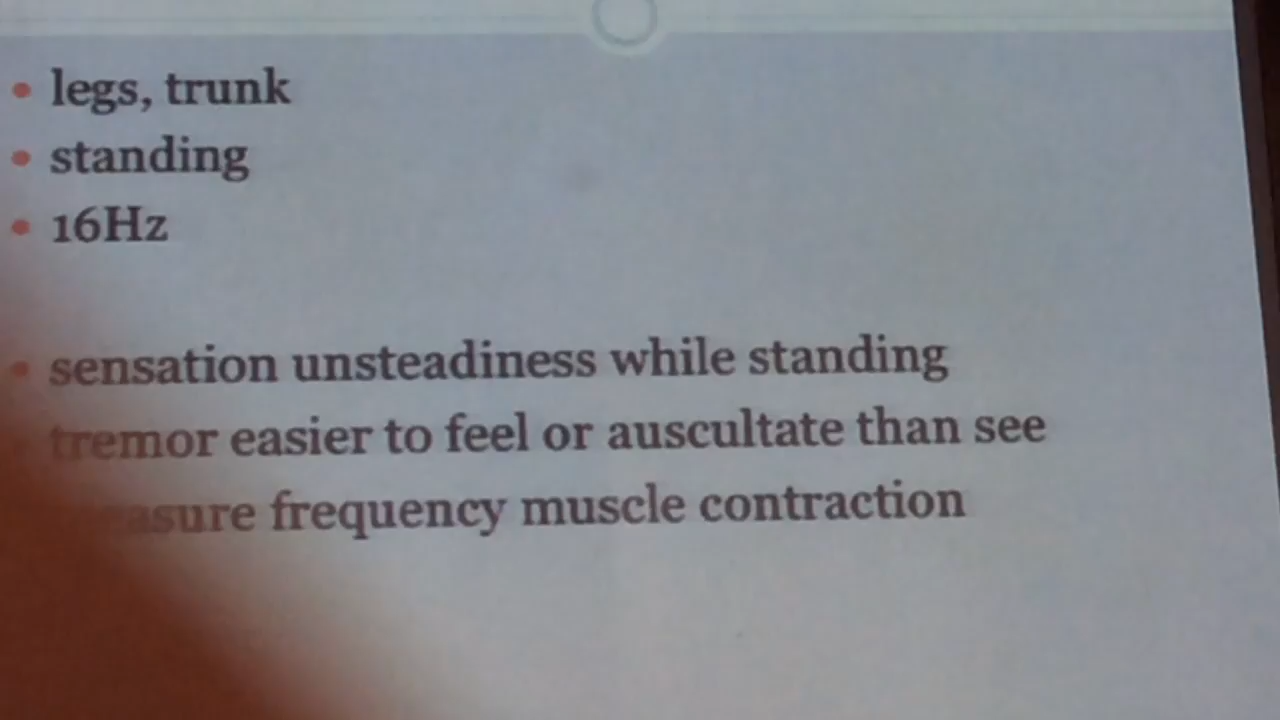 • legs, trunk
• standing
• 16Hz
• sensation unsteadiness while standing
tremor easier to feel or auscultate than see
frequency muscle contraction